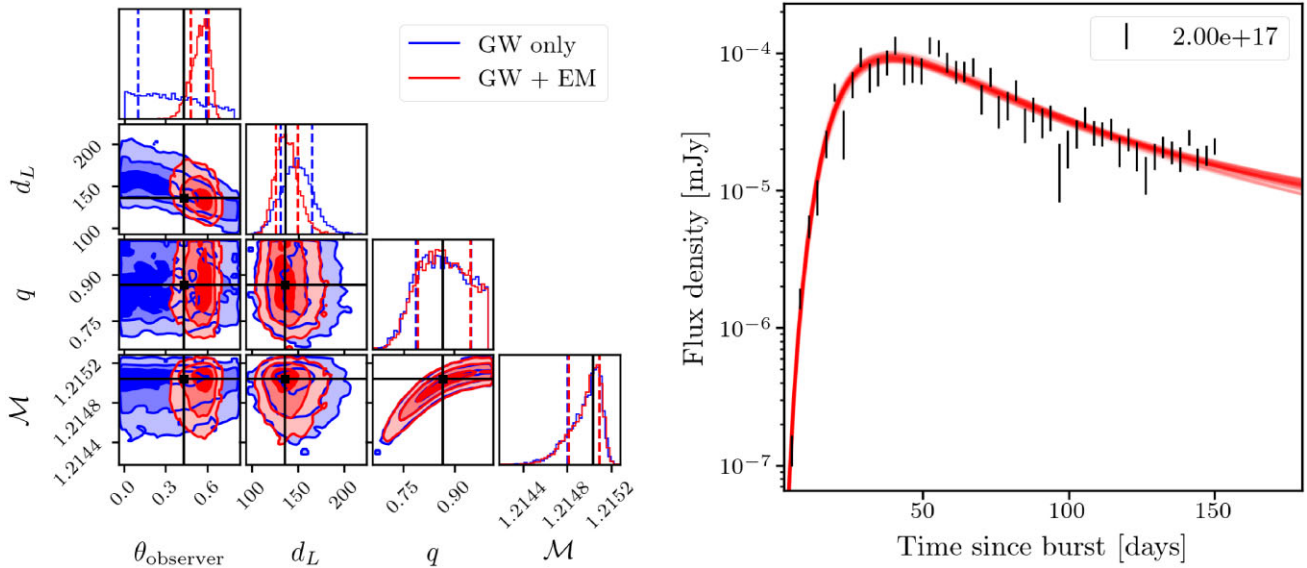 GW only
GW + EM
d_L
200
150
100
q
0.90
0.75
ℳ
1.2152
1.2148
1.2144
0.0
0.3
0.6
100
150
200
0.75
0.90
1.2144
1.2148
1.2152
θ_observer
d_L
q
ℳ
2.00e+17
10⁻⁴
10⁻⁵
10⁻⁶
10⁻⁷
Flux density [mJy]
50
100
150
Time since burst [days]